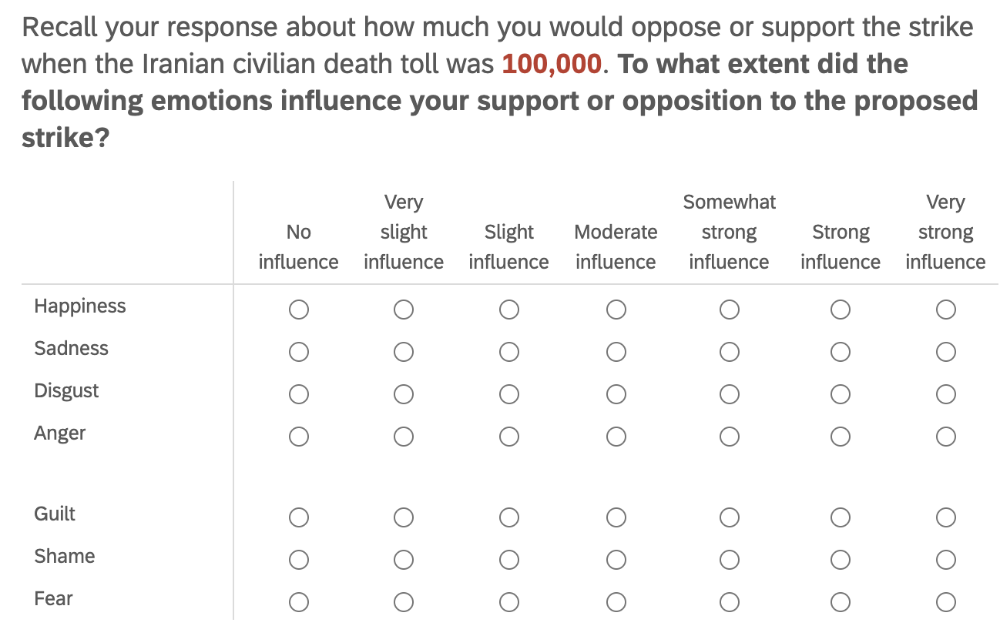 Recall your response about how much you would oppose or support the strike
when the Iranian civilian death toll was 100,000. To what extent did the
following emotions influence your support or opposition to the proposed
strike?
No influence
Very slight influence
Slight influence
Moderate influence
Somewhat strong influence
Strong influence
Very strong influence
Happiness
Sadness
Disgust
Anger
Guilt
Shame
Fear